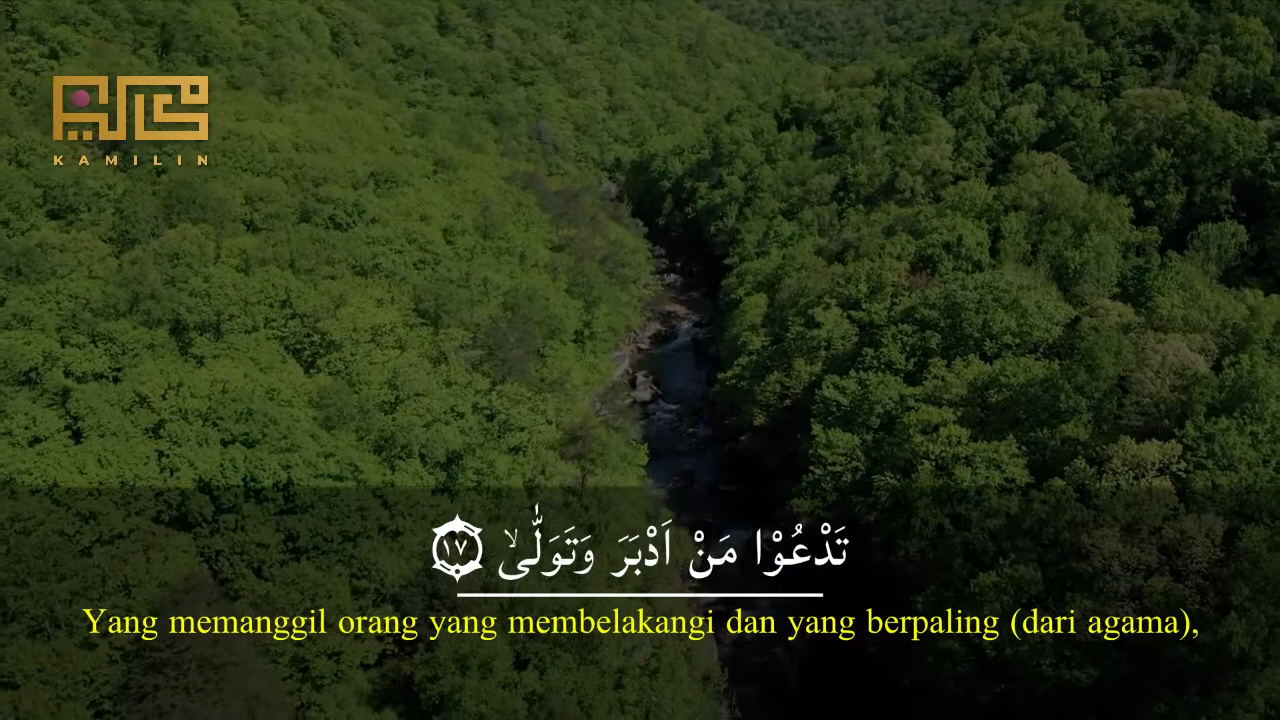 KAMILIN
تَدْعُوْا مَنْ اَدْبَرَ وَتَوَلّٰىۙ ۝١٧
Yang memanggil orang yang membelakangi dan yang berpaling (dari agama),